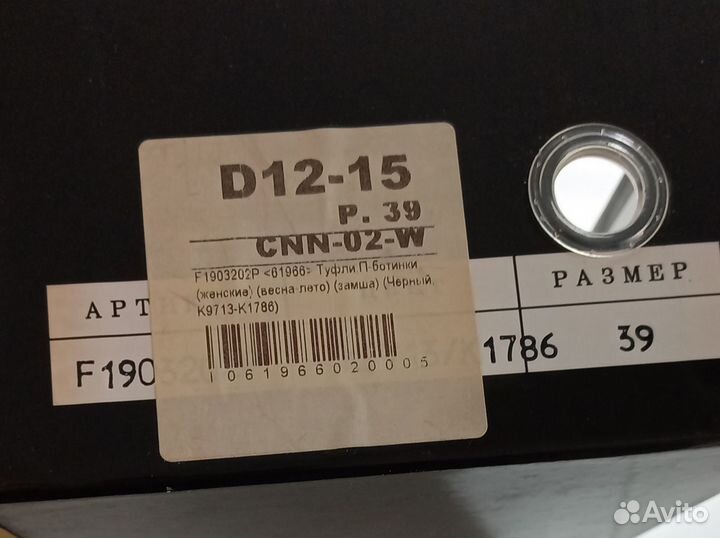 D12-15
Р. 39
CNN-02-W
F1903202P <61966> Туфли.П-ботинки
(женские) (весна-лето) (замша) (Черный,
K9713-K1786)
1061966020005
АРТ РАЗМЕР
F190 1786 39
Avito